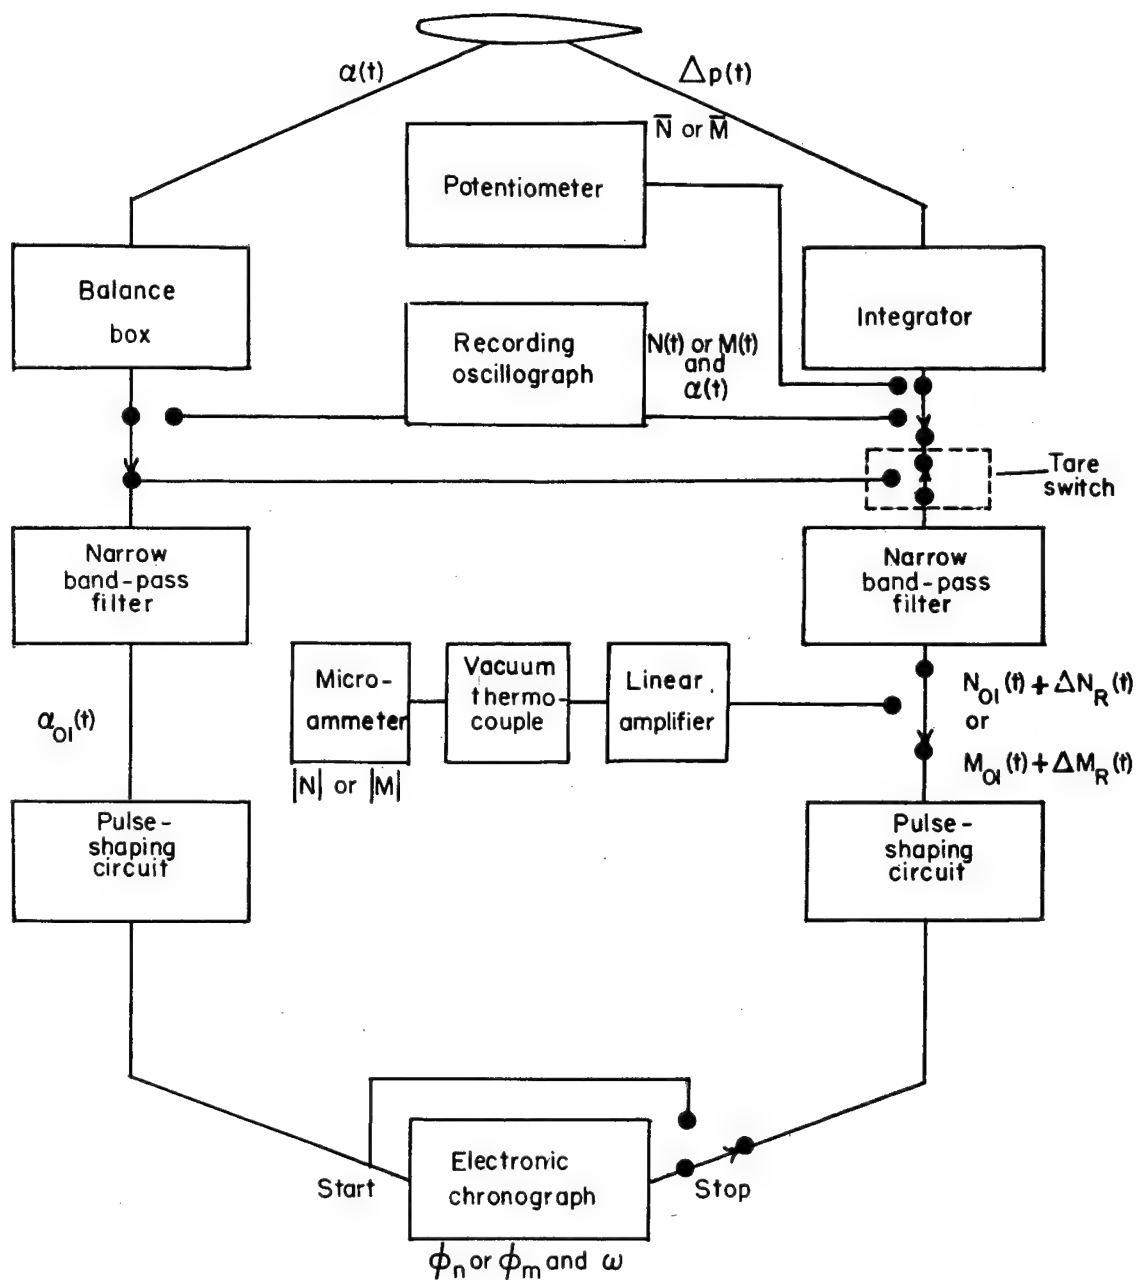 α(t)
Δp(t)
N̅ or M̅
Potentiometer
Balance
box
Recording
oscillograph
N(t) or M(t)
and
α(t)
Integrator
Tare
switch
Narrow
band-pass
filter
Narrow
band-pass
filter
α₀₁(t)
Micro-
ammeter
|N| or |M|
Vacuum
thermo-
couple
Linear
amplifier
N₀₁(t) + ΔN_R(t)
or
M₀₁(t) + ΔM_R(t)
Pulse-
shaping
circuit
Pulse-
shaping
circuit
Start
Electronic
chronograph
Stop
ϕₙ or ϕₘ and ω